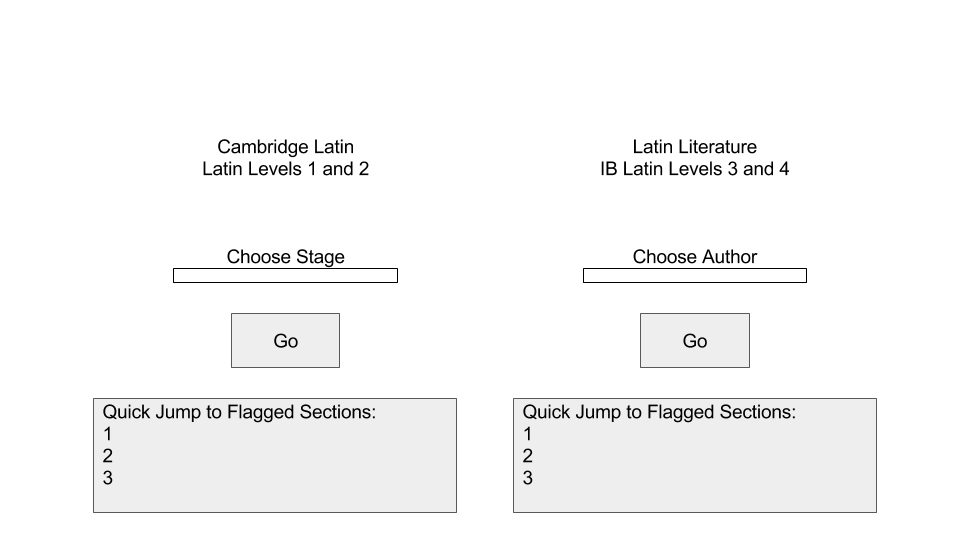 Cambridge Latin
Latin Levels 1 and 2
Choose Stage
Go
Quick Jump to Flagged Sections:
1
2
3
Latin Literature
IB Latin Levels 3 and 4
Choose Author
Go
Quick Jump to Flagged Sections:
1
2
3